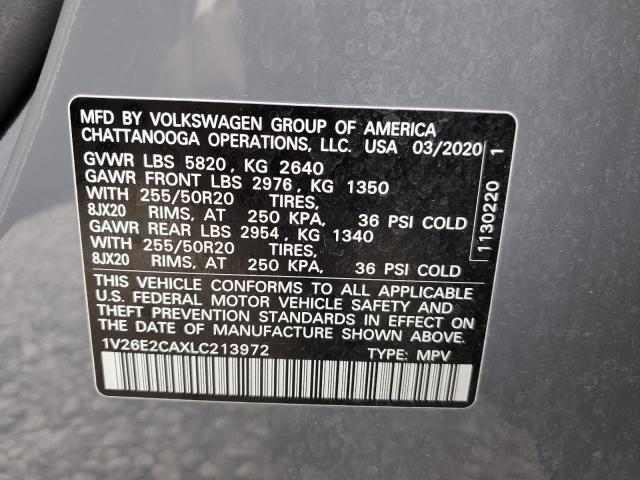 MFD BY VOLKSWAGEN GROUP OF AMERICA
CHATTANOOGA OPERATIONS, LLC. USA 03/2020
GVWR LBS 5820, KG 2640
GAWR FRONT LBS 2976, KG 1350
WITH 255/50R20 TIRES,
8JX20 RIMS, AT 250 KPA, 36 PSI COLD
GAWR REAR LBS 2954, KG 1340
WITH 255/50R20 TIRES,
8JX20 RIMS, AT 250 KPA, 36 PSI COLD
THIS VEHICLE CONFORMS TO ALL APPLICABLE
U.S. FEDERAL MOTOR VEHICLE SAFETY AND
THEFT PREVENTION STANDARDS IN EFFECT ON
THE DATE OF MANUFACTURE SHOWN ABOVE.
1V26E2CAXLC213972 TYPE: MPV
1130220 1